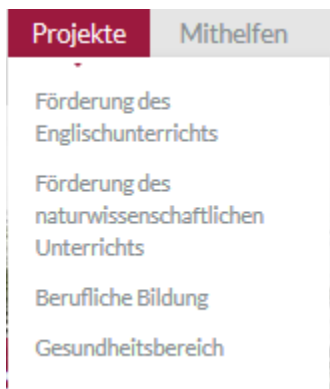 Projekte Mithelfen
Förderung des
Englischunterrichts
Förderung des
naturwissenschaftlichen
Unterrichts
Berufliche Bildung
Gesundheitsbereich